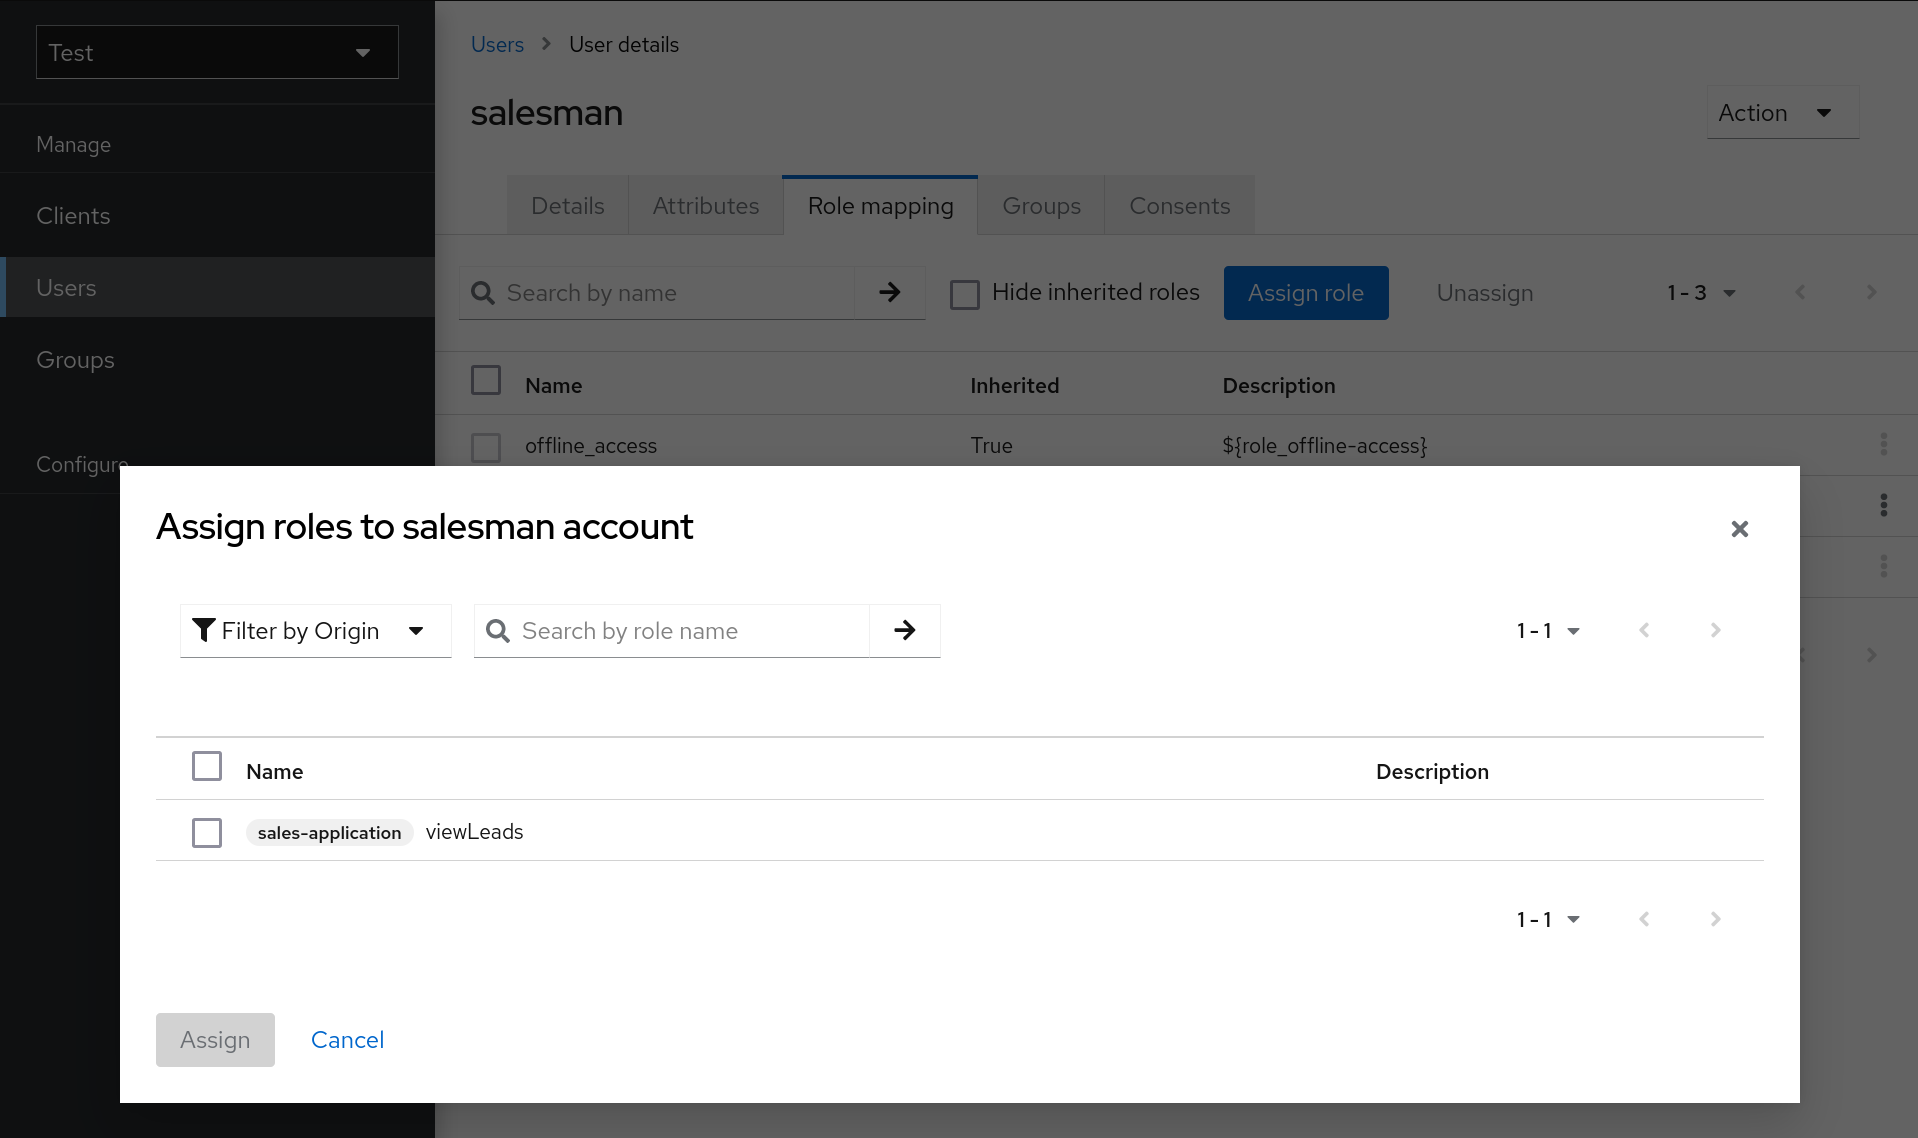 Test
Manage
Clients
Users
Groups
Configure
Users User details
salesman
Action
Details Attributes Role mapping Groups Consents
Search by name Hide inherited roles Assign role Unassign 1 - 3
Name Inherited Description
offline_access True ${role_offline-access}
Assign roles to salesman account
Filter by Origin Search by role name 1 - 1
Name Description
sales-application viewLeads
1 - 1
Assign Cancel